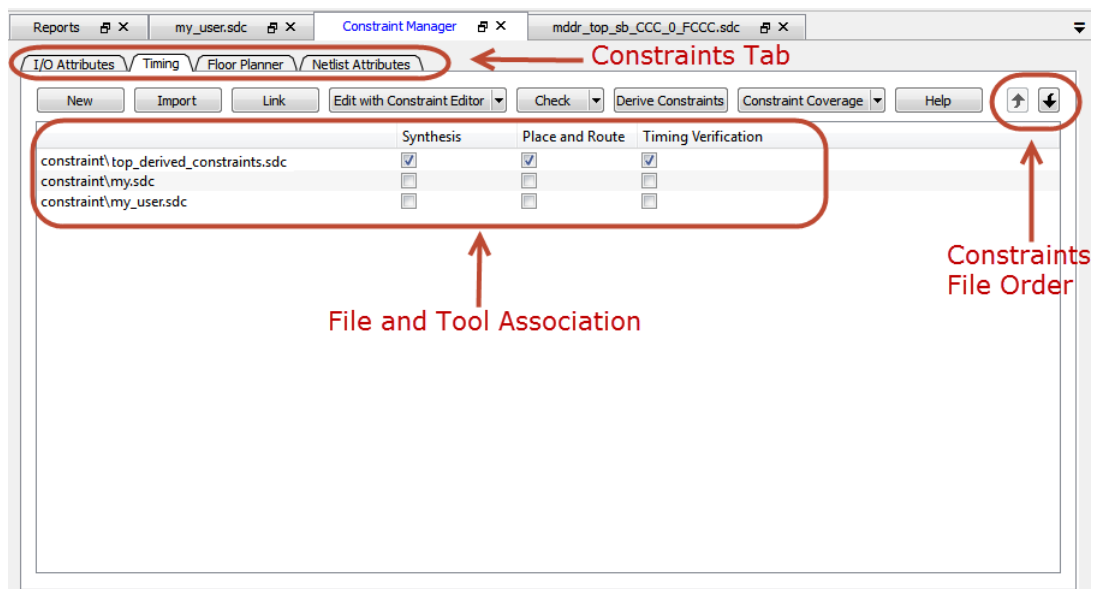 Reports my_user.sdc Constraint Manager mddr_top_sb_CCC_0_FCCC.sdc
Constraints Tab
I/O Attributes Timing Floor Planner Netlist Attributes
New Import Link Edit with Constraint Editor Check Derive Constraints Constraint Coverage Help
Synthesis Place and Route Timing Verification
constraint\top_derived_constraints.sdc
constraint\my.sdc
constraint\my_user.sdc
Constraints
File Order
File and Tool Association